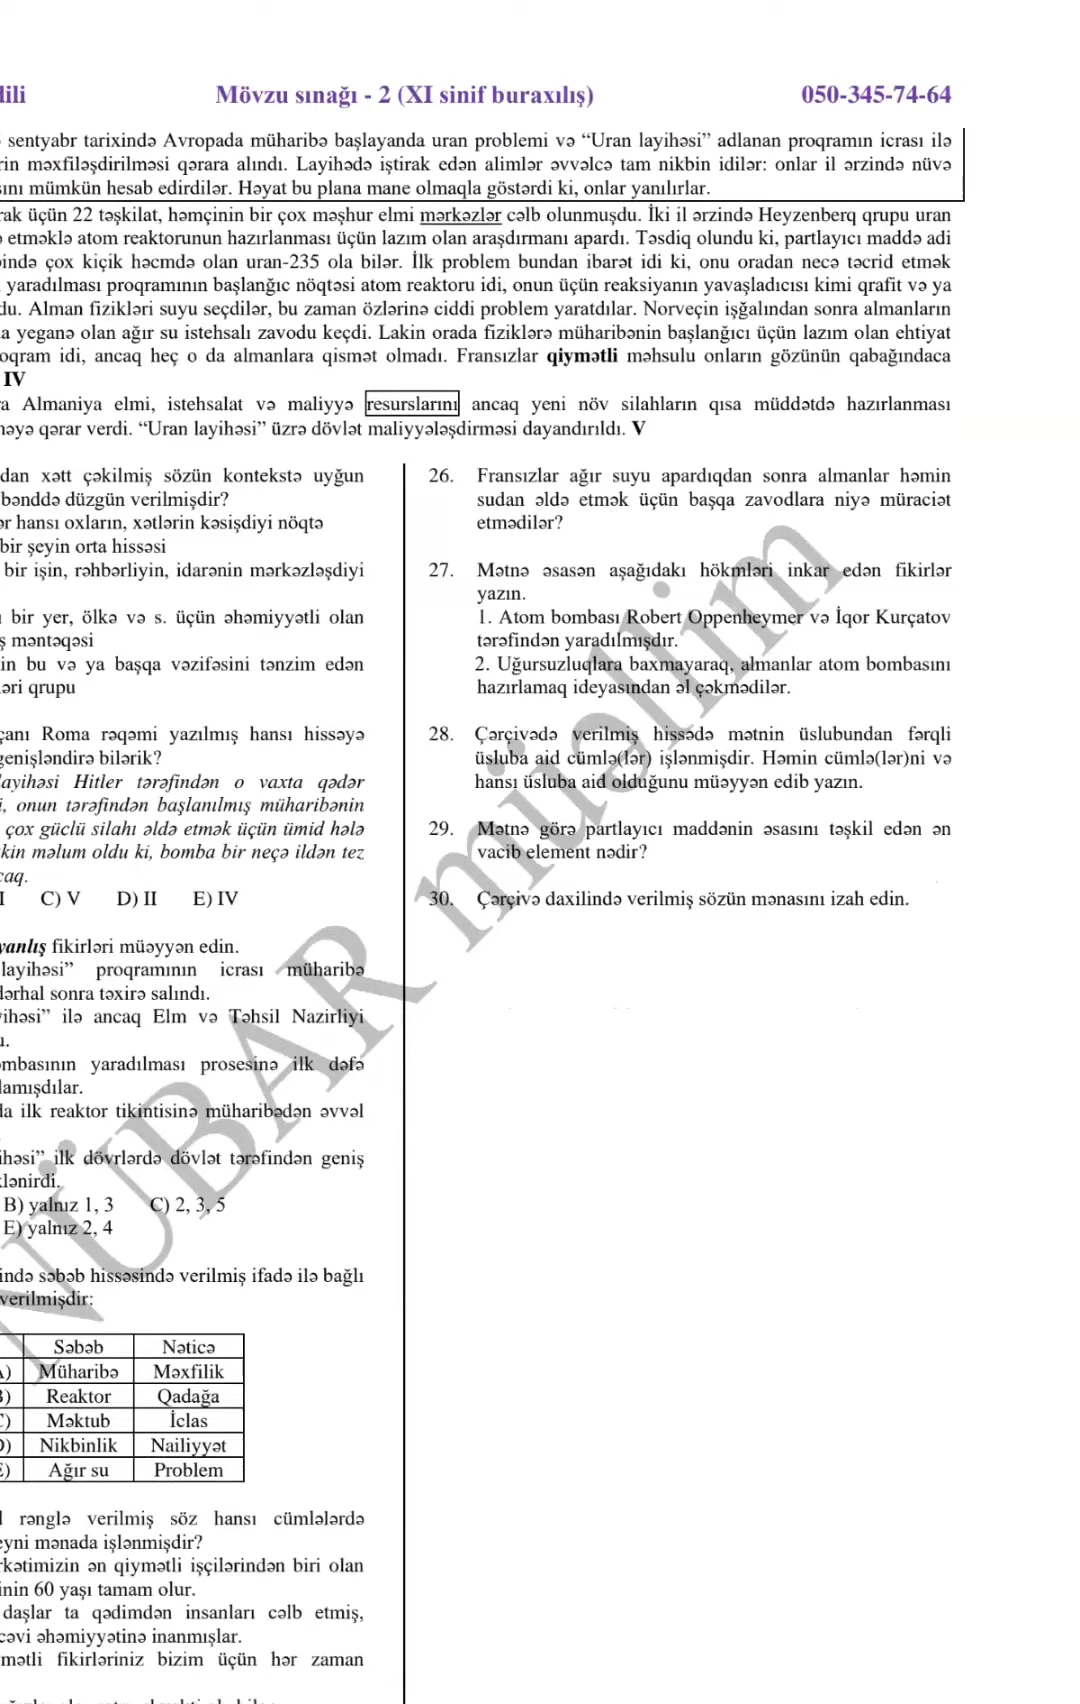 dili Mövzu sınağı - 2 (XI sinif buraxılış) 050-345-74-64
sentyabr tarixində Avropada müharibə başlayanda uran problemi və “Uran layihəsi” adlanan proqramın icrası ilə
rin məxfiləşdirilməsi qərara alındı. Layihədə iştirak edən alimlər əvvəlcə tam nikbin idilər: onlar il ərzində nüvə
sını mümkün hesab edirdilər. Həyat bu plana mane olmaqla göstərdi ki, onlar yanılırlar.
rak üçün 22 təşkilat, həmçinin bir çox məşhur elmi mərkəzlər cəlb olunmuşdu. İki il ərzində Heyzenberq qrupu uran
ə etməklə atom reaktorunun hazırlanması üçün lazım olan araşdırmanı apardı. Təsdiq olundu ki, partlayıcı maddə adi
bində çox kiçik həcmdə olan uran-235 ola bilər. İlk problem bundan ibarət idi ki, onu oradan necə təcrid etmək
yaradılması proqramının başlanğıc nöqtəsi atom reaktoru idi, onun üçün reaksiyanın yavaşladıcısı kimi qrafit və ya
du. Alman fizikləri suyu seçdilər, bu zaman özlərinə ciddi problem yaratdılar. Norveçin işğalından sonra almanların
a yeganə olan ağır su istehsalı zavodu keçdi. Lakin orada fiziklərə müharibənin başlanğıcı üçün lazım olan ehtiyat
oqram idi, ancaq heç o da almanlara qismət olmadı. Fransızlar qiymətli məhsulu onların gözünün qabağındaca
IV
ra Almaniya elmi, istehsalat və maliyyə resurslarını ancaq yeni növ silahların qısa müddətdə hazırlanması
məyə qərar verdi. “Uran layihəsi” üzrə dövlət maliyyələşdirməsi dayandırıldı. V
dan xətt çəkilmiş sözün kontekstə uyğun
bənddə düzgün verilmişdir?
ər hansı oxların, xətlərin kəsişdiyi nöqtə
bir şeyin orta hissəsi
bir işin, rəhbərliyin, idarənin mərkəzləşdiyi
bir yer, ölkə və s. üçün əhəmiyyətli olan
ş məntəqəsi
in bu və ya başqa vəzifəsini tənzim edən
ləri qrupu
çanı Roma rəqəmi yazılmış hansı hissəyə
genişləndirə bilərik?
layihəsi Hitler tərəfindən o vaxta qədər
i, onun tərəfindən başlanılmış müharibənin
çox güclü silahı əldə etmək üçün ümid hələ
kin məlum oldu ki, bomba bir neçə ildən tez
caq.
I C) V D) II E) IV
yanlış fikirləri müəyyən edin.
layihəsi” proqramının icrası müharibə
dərhal sonra təxirə salındı.
yihəsi” ilə ancaq Elm və Təhsil Nazirliyi
u.
ombasının yaradılması prosesinə ilk dəfə
lamışdılar.
da ilk reaktor tikintisinə müharibədən əvvəl
ihəsi” ilk dövrlərdə dövlət tərəfindən geniş
klənirdi.
B) yalnız 1, 3 C) 2, 3, 5
E) yalnız 2, 4
ində səbəb hissəsində verilmiş ifadə ilə bağlı
verilmişdir:
Səbəb Nəticə
A) Müharibə Məxfilik
B) Reaktor Qadağa
C) Məktub İclas
D) Nikbinlik Nailiyyət
E) Ağır su Problem
d rənglə verilmiş söz hansı cümlələrdə
eyni mənada işlənmişdir?
rkətimizin ən qiymətli işçilərindən biri olan
inin 60 yaşı tamam olur.
daşlar ta qədimdən insanları cəlb etmiş,
cəvi əhəmiyyətinə inanmışlar.
mətli fikirləriniz bizim üçün hər zaman
26. Fransızlar ağır suyu apardıqdan sonra almanlar həmin
sudan əldə etmək üçün başqa zavodlara niyə müraciət
etmədilər?
27. Mətnə əsasən aşağıdakı hökmləri inkar edən fikirlər
yazın.
1. Atom bombası Robert Oppenheymer və İqor Kurçatov
tərəfindən yaradılmışdır.
2. Uğursuzluqlara baxmayaraq, almanlar atom bombasını
hazırlamaq ideyasından əl çəkmədilər.
28. Çərçivədə verilmiş hissədə mətnin üslubundan fərqli
üsluba aid cümlə(lər) işlənmişdir. Həmin cümlə(lər)ni və
hansı üsluba aid olduğunu müəyyən edib yazın.
29. Mətnə görə partlayıcı maddənin əsasını təşkil edən ən
vacib element nədir?
30. Çərçivə daxilində verilmiş sözün mənasını izah edin.
NÜBAR müəllim